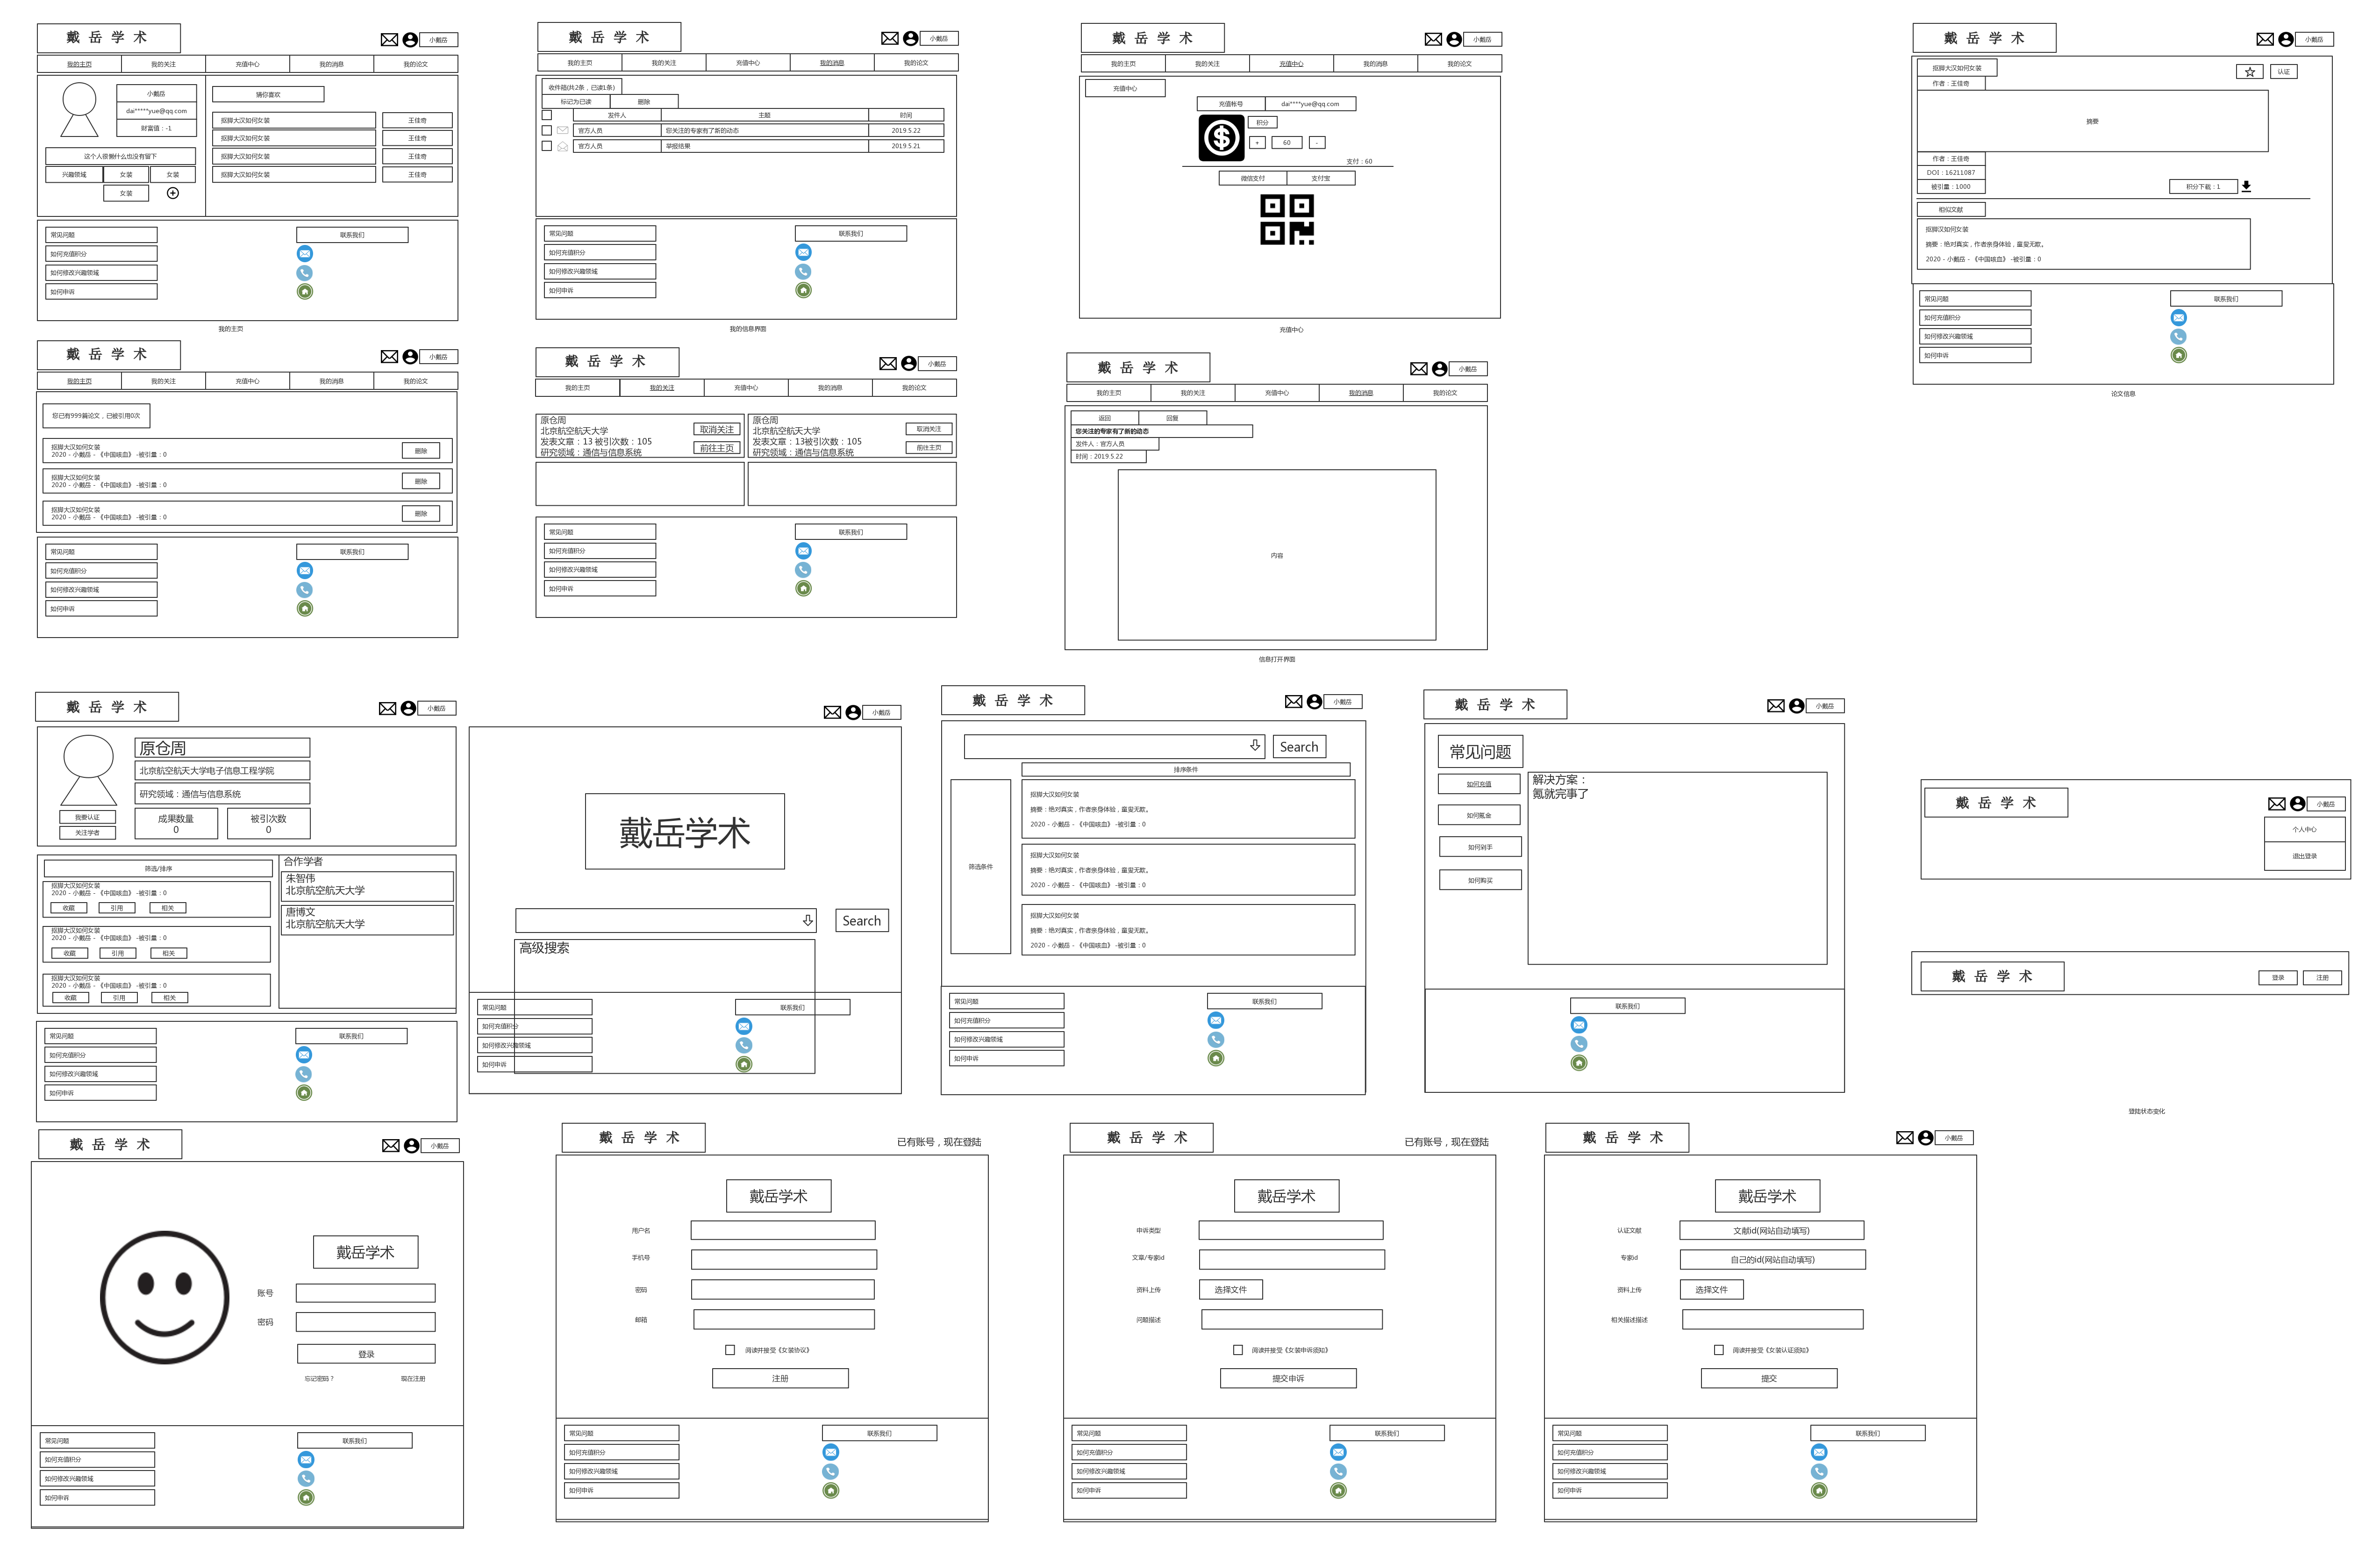 戴 岳 学 术
小戴岳
我的主页
我的关注
充值中心
我的消息
我的论文
小戴岳
dai*****yue@qq.com
财富值：-1
这个人很懒什么也没有留下
兴趣领域
女装
女装
女装
猜你喜欢
抠脚大汉如何女装
王佳奇
抠脚大汉如何女装
王佳奇
抠脚大汉如何女装
王佳奇
抠脚大汉如何女装
王佳奇
常见问题
联系我们
如何充值积分
如何修改兴趣领域
如何申诉
我的主页
戴 岳 学 术
小戴岳
我的主页
我的关注
充值中心
我的消息
我的论文
收件箱(共2条，已读1条)
标记为已读
删除
发件人
主题
时间
官方人员
您关注的专家有了新的动态
2019.5.22
官方人员
举报结果
2019.5.21
常见问题
联系我们
如何充值积分
如何修改兴趣领域
如何申诉
我的信息界面
戴 岳 学 术
小戴岳
我的主页
我的关注
充值中心
我的消息
我的论文
充值中心
充值帐号
dai****yue@qq.com
积分
+
60
-
支付：60
微信支付
支付宝
充值中心
戴 岳 学 术
小戴岳
抠脚大汉如何女装
认证
作者：王佳奇
摘要
作者：王佳奇
DOI：16211087
被引量：1000
积分下载：1
相似文献
抠脚汉如何女装
摘要：绝对真实，作者亲身体验，童叟无欺。
2020 - 小戴岳 - 《中国咳血》 -被引量：0
常见问题
联系我们
如何充值积分
如何修改兴趣领域
如何申诉
论文信息
戴 岳 学 术
小戴岳
我的主页
我的关注
充值中心
我的消息
我的论文
您已有999篇论文，已被引用0次
抠脚大汉如何女装
2020 - 小戴岳 - 《中国咳血》 -被引量：0
删除
抠脚大汉如何女装
2020 - 小戴岳 - 《中国咳血》 -被引量：0
删除
抠脚大汉如何女装
2020 - 小戴岳 - 《中国咳血》 -被引量：0
删除
常见问题
联系我们
如何充值积分
如何修改兴趣领域
如何申诉
戴 岳 学 术
小戴岳
我的主页
我的关注
充值中心
我的消息
我的论文
原仓周
北京航空航天大学
发表文章：13 被引次数：105
研究领域：通信与信息系统
取消关注
前往主页
原仓周
北京航空航天大学
发表文章：13被引次数：105
研究领域：通信与信息系统
取消关注
前往主页
常见问题
联系我们
如何充值积分
如何修改兴趣领域
如何申诉
戴 岳 学 术
小戴岳
我的主页
我的关注
充值中心
我的消息
我的论文
返回
回复
您关注的专家有了新的动态
发件人：官方人员
时间：2019.5.22
内容
信息打开界面
戴 岳 学 术
小戴岳
原仓周
北京航空航天大学电子信息工程学院
研究领域：通信与信息系统
我要认证
关注学者
成果数量
0
被引次数
0
筛选/排序
抠脚大汉如何女装
2020 - 小戴岳 - 《中国咳血》 -被引量：0
收藏
引用
相关
抠脚大汉如何女装
2020 - 小戴岳 - 《中国咳血》 -被引量：0
收藏
引用
相关
抠脚大汉如何女装
2020 - 小戴岳 - 《中国咳血》 -被引量：0
收藏
引用
相关
合作学者
朱智伟
北京航空航天大学
唐博文
北京航空航天大学
常见问题
联系我们
如何充值积分
如何修改兴趣领域
如何申诉
小戴岳
戴岳学术
Search
高级搜索
常见问题
联系我们
如何充值积分
如何修改兴趣领域
如何申诉
戴 岳 学 术
小戴岳
Search
排序条件
筛选条件
抠脚大汉如何女装
摘要：绝对真实，作者亲身体验，童叟无欺。
2020 - 小戴岳 - 《中国咳血》 -被引量：0
抠脚大汉如何女装
摘要：绝对真实，作者亲身体验，童叟无欺。
2020 - 小戴岳 - 《中国咳血》 -被引量：0
抠脚大汉如何女装
摘要：绝对真实，作者亲身体验，童叟无欺。
2020 - 小戴岳 - 《中国咳血》 -被引量：0
常见问题
联系我们
如何充值积分
如何修改兴趣领域
如何申诉
戴 岳 学 术
小戴岳
常见问题
如何充值
如何氪金
如何剁手
如何购买
解决方案：
氪就完事了
联系我们
戴 岳 学 术
小戴岳
个人中心
退出登录
戴 岳 学 术
登录
注册
登陆状态变化
戴 岳 学 术
小戴岳
戴岳学术
账号
密码
登录
忘记密码？
现在注册
常见问题
联系我们
如何充值积分
如何修改兴趣领域
如何申诉
戴 岳 学 术
已有账号，现在登陆
戴岳学术
用户名
手机号
密码
邮箱
阅读并接受《女装协议》
注册
常见问题
联系我们
如何充值积分
如何修改兴趣领域
如何申诉
戴 岳 学 术
已有账号，现在登陆
戴岳学术
申诉类型
文章/专家id
资料上传
选择文件
问题描述
阅读并接受《女装申诉须知》
提交申诉
常见问题
联系我们
如何充值积分
如何修改兴趣领域
如何申诉
戴 岳 学 术
小戴岳
戴岳学术
认证文献
文献id(网站自动填写)
专家id
自己的id(网站自动填写)
资料上传
选择文件
相关描述描述
阅读并接受《女装认证须知》
提交
常见问题
联系我们
如何充值积分
如何修改兴趣领域
如何申诉